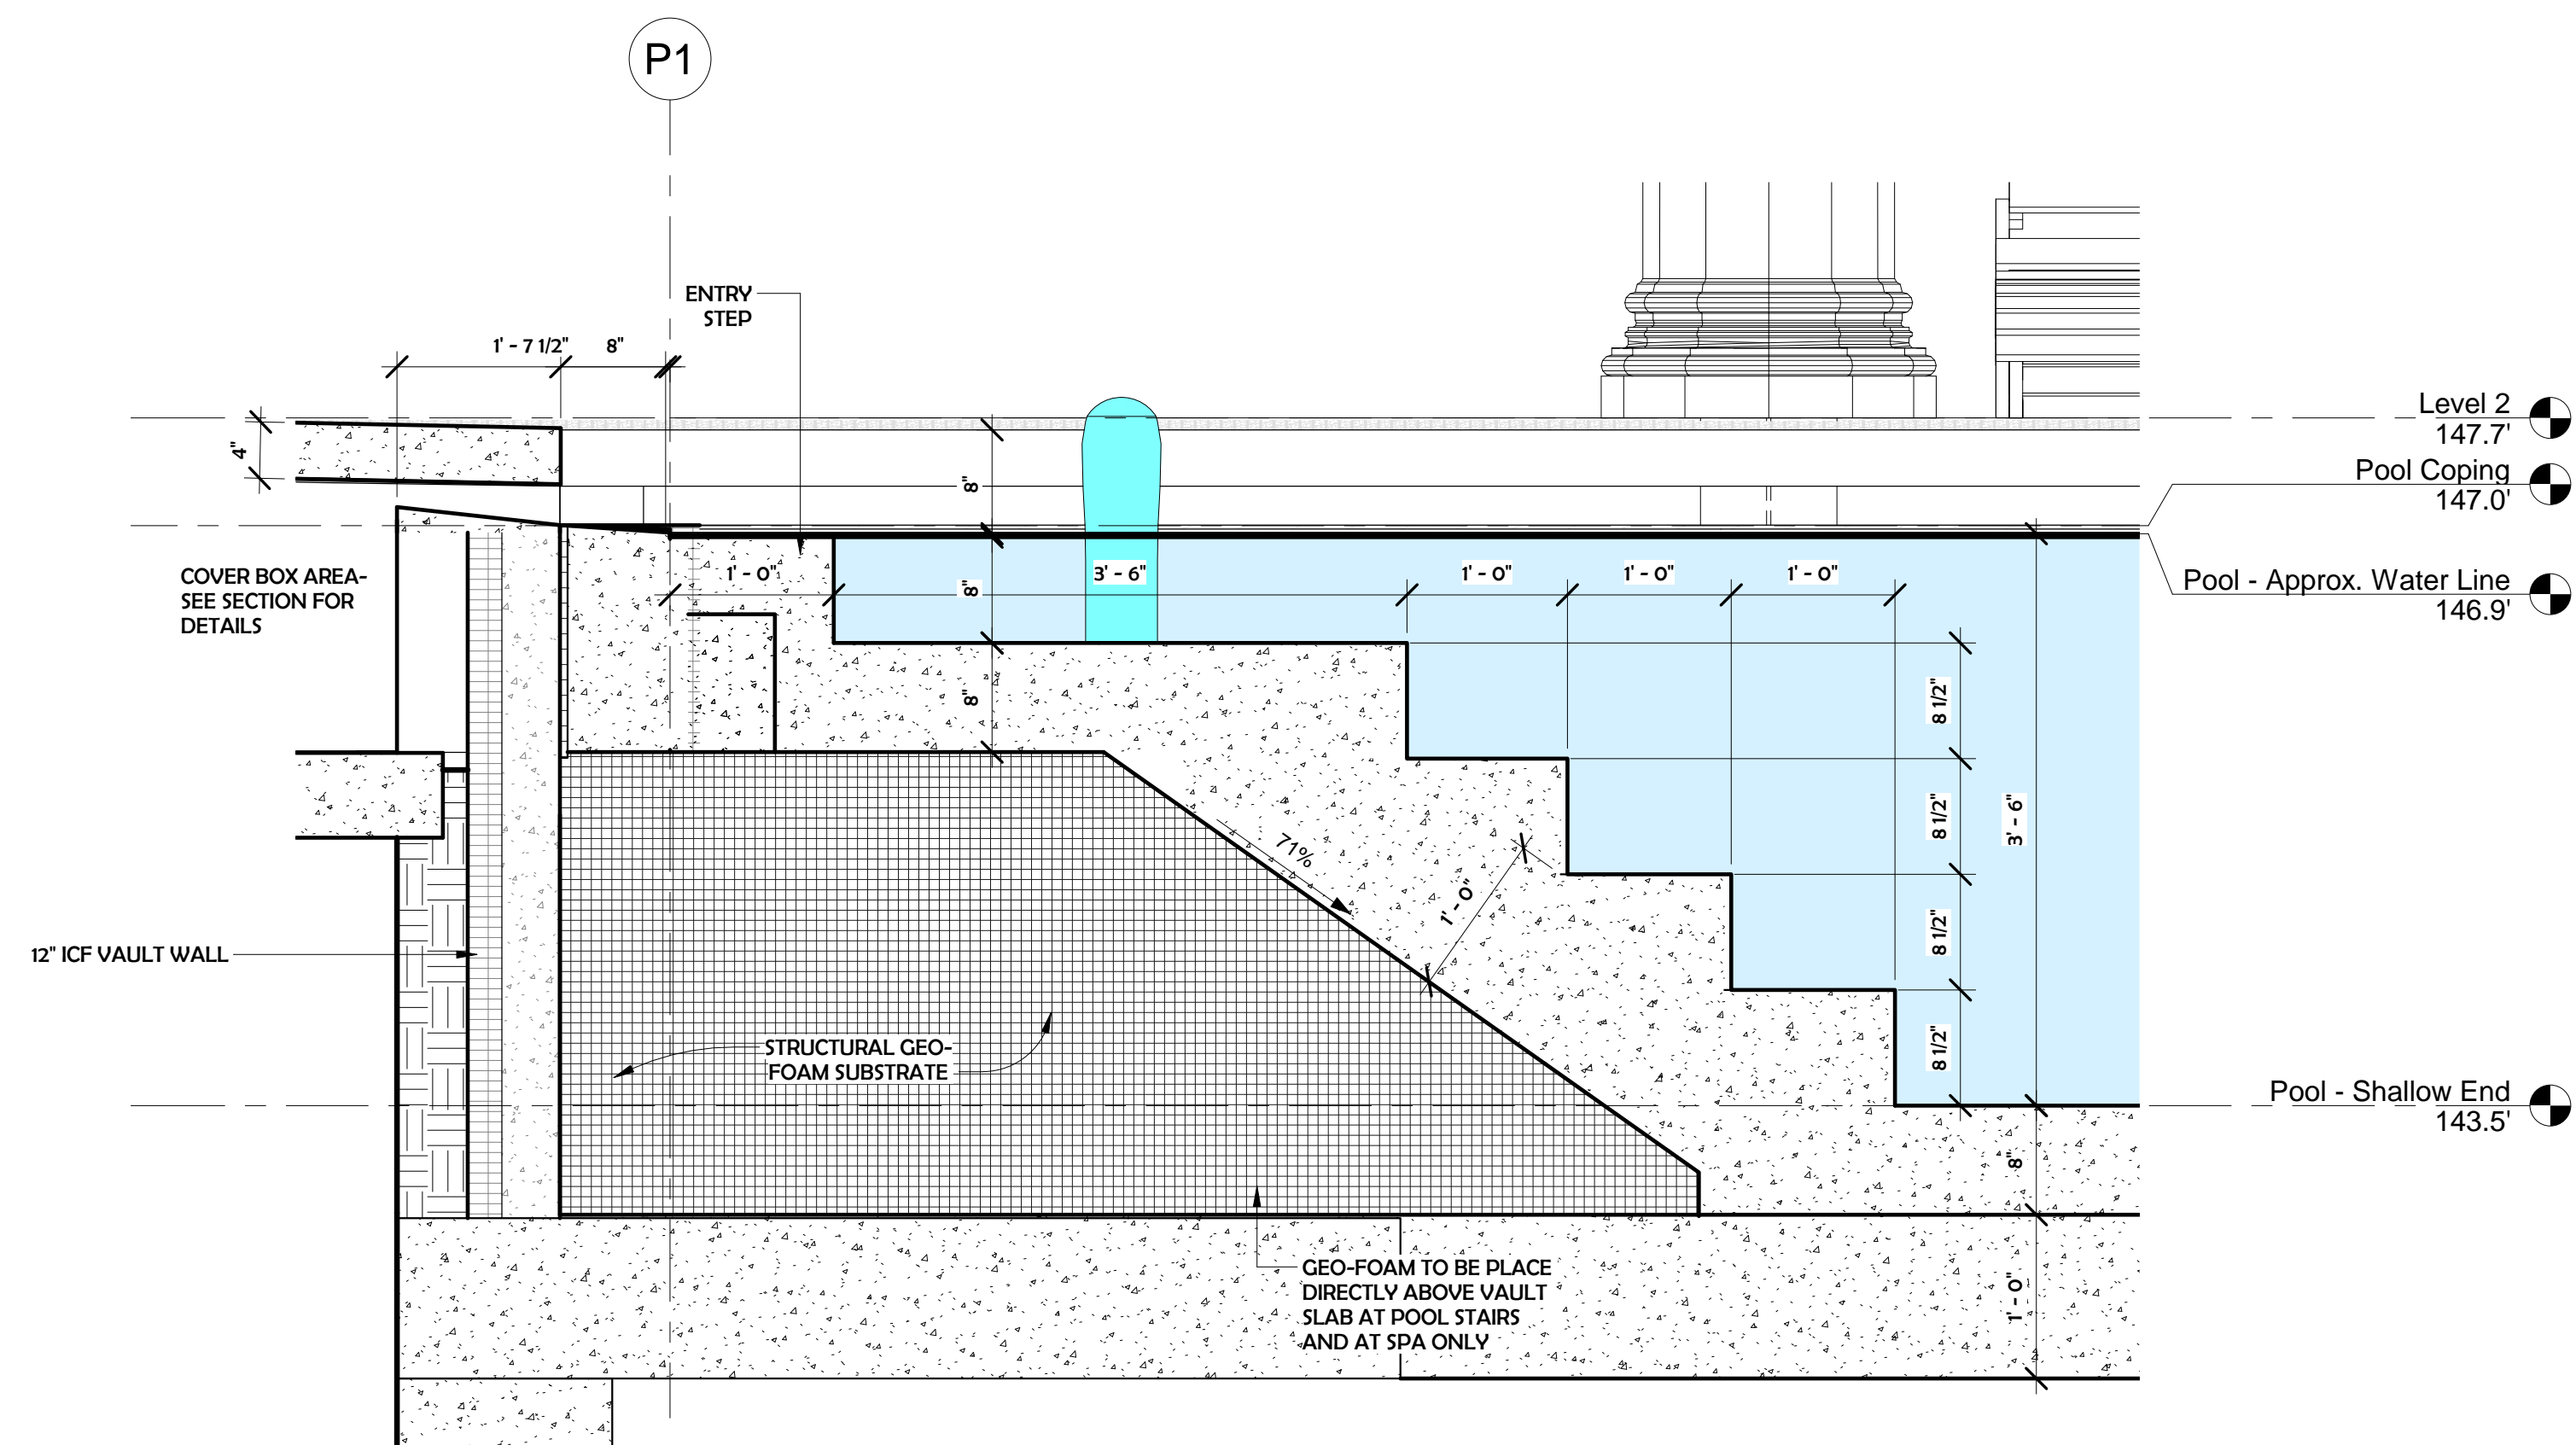 P1
ENTRY
STEP
1' - 7 1/2"
8"
4"
8"
Level 2
147.7'
Pool Coping
147.0'
Pool - Approx. Water Line
146.9'
COVER BOX AREA-
SEE SECTION FOR
DETAILS
1' - 0"
8"
3' - 6"
1' - 0"
1' - 0"
1' - 0"
8"
8 1/2"
8 1/2"
3' - 6"
71%
1' - 0"
8 1/2"
12" ICF VAULT WALL
STRUCTURAL GEO-
FOAM SUBSTRATE
8 1/2"
Pool - Shallow End
143.5'
8"
GEO-FOAM TO BE PLACE
DIRECTLY ABOVE VAULT
SLAB AT POOL STAIRS
AND AT SPA ONLY
1' - 0"